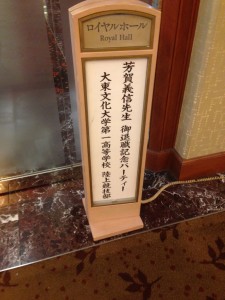 ロイヤルホール
Royal Hall
芳賀義信先生 御退職記念パーティー
大東文化大学第一高等学校 陸上競技部